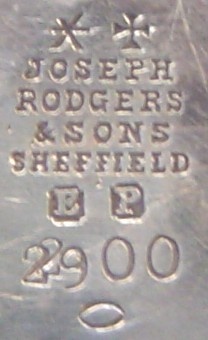 JOSEPH
RODGERS
& SONS
SHEFFIELD
E P
2900